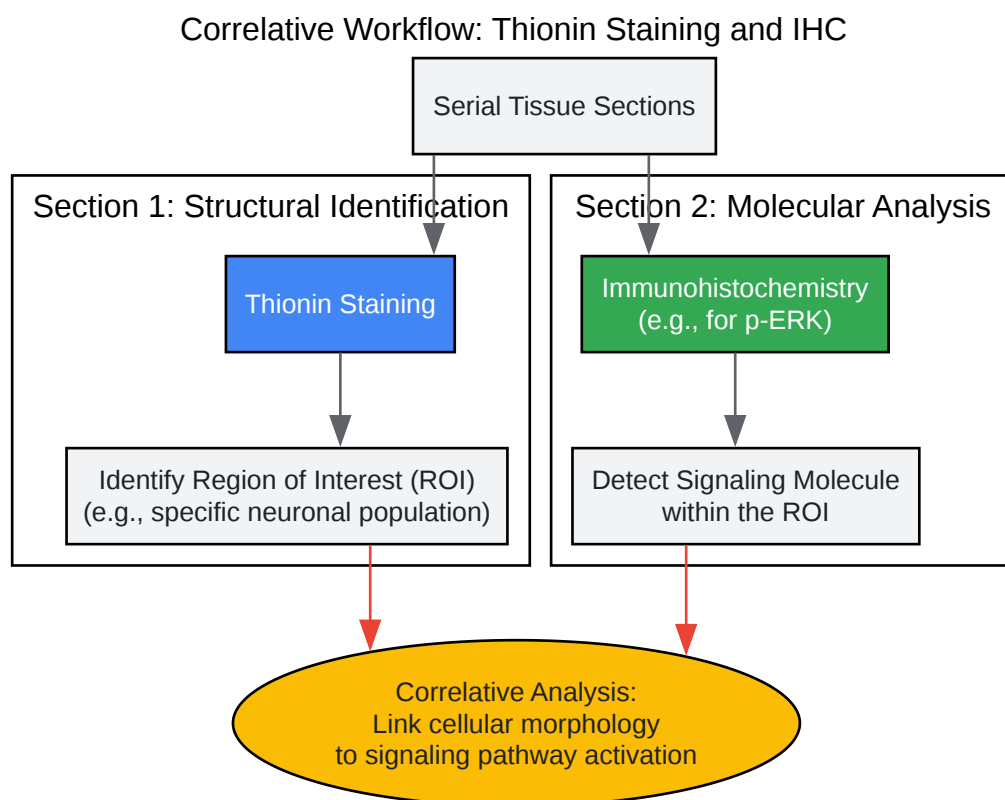 Correlative Workflow: Thionin Staining and IHC
Serial Tissue Sections
Section 1: Structural Identification
Thionin Staining
Identify Region of Interest (ROI)
(e.g., specific neuronal population)
Section 2: Molecular Analysis
Immunohistochemistry
(e.g., for p-ERK)
Detect Signaling Molecule
within the ROI
Correlative Analysis:
Link cellular morphology
to signaling pathway activation